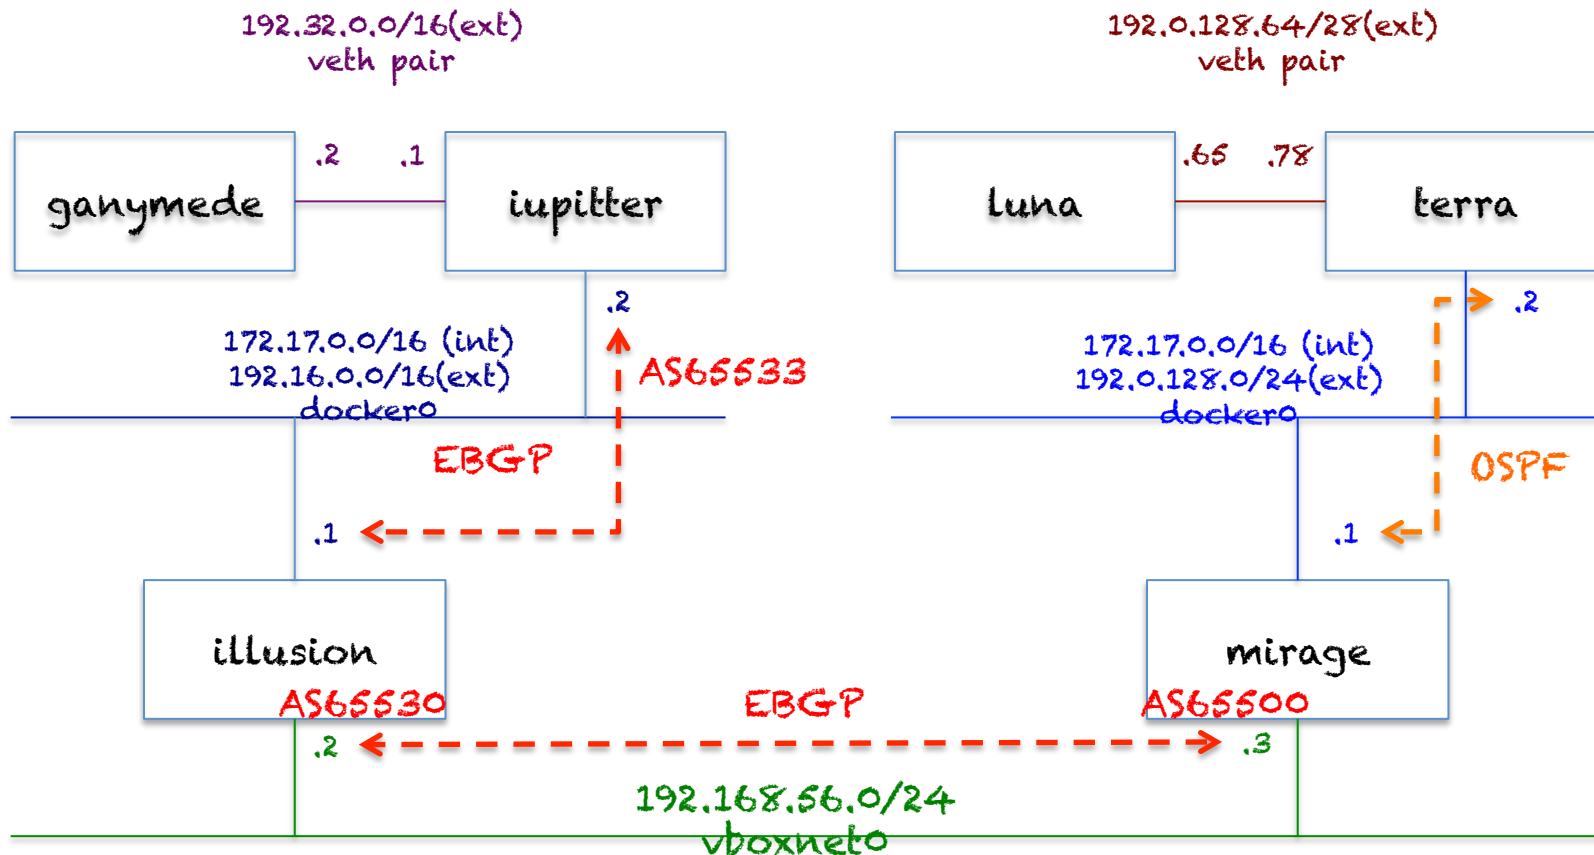 192.32.0.0/16(ext)
veth pair
192.0.128.64/28(ext)
veth pair
ganymede
.2
.1
iupitter
luna
.65
.78
terra
.2
172.17.0.0/16 (int)
192.16.0.0/16(ext)
docker0
AS65533
EBGP
.1
.2
172.17.0.0/16 (int)
192.0.128.0/24(ext)
docker0
OSPF
.1
illusion
AS65530
mirage
AS65500
EBGP
.2
.3
192.168.56.0/24
vboxnet0